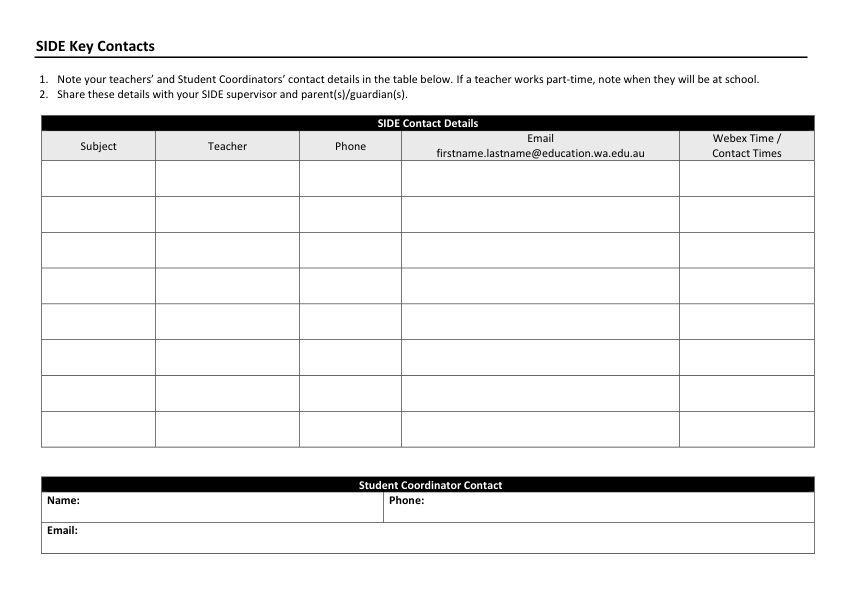 SIDE Key Contacts
1. Note your teachers’ and Student Coordinators’ contact details in the table below. If a teacher works part-time, note when they will be at school.
2. Share these details with your SIDE supervisor and parent(s)/guardian(s).
SIDE Contact Details
Subject
Teacher
Phone
Email
firstname.lastname@education.wa.edu.au
Webex Time /
Contact Times
Student Coordinator Contact
Name:
Phone:
Email: